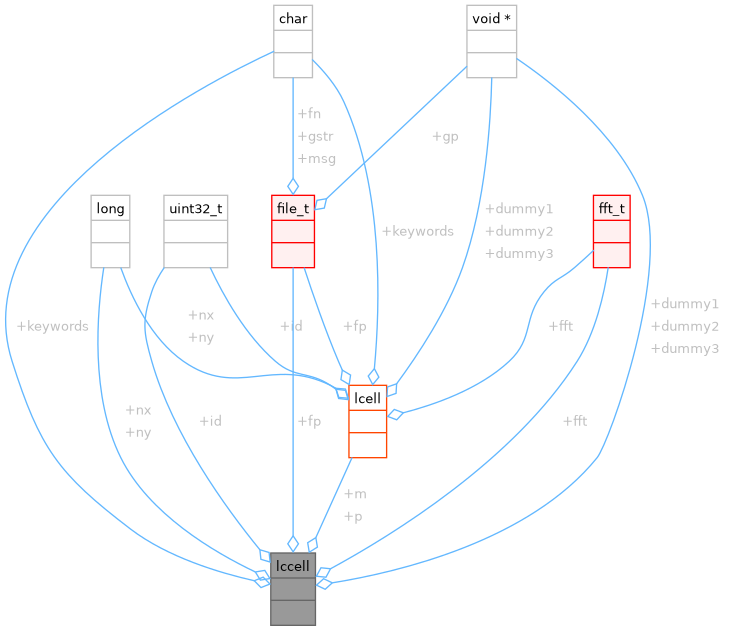 char
void *
+fn
+gstr
+msg
+gp
long
uint32_t
file_t
fft_t
+keywords
+dummy1
+dummy2
+dummy3
+dummy1
+dummy2
+dummy3
+nx
+ny
+id
+fp
+fft
+keywords
lcell
+nx
+ny
+id
+fp
+fft
+m
+p
lccell